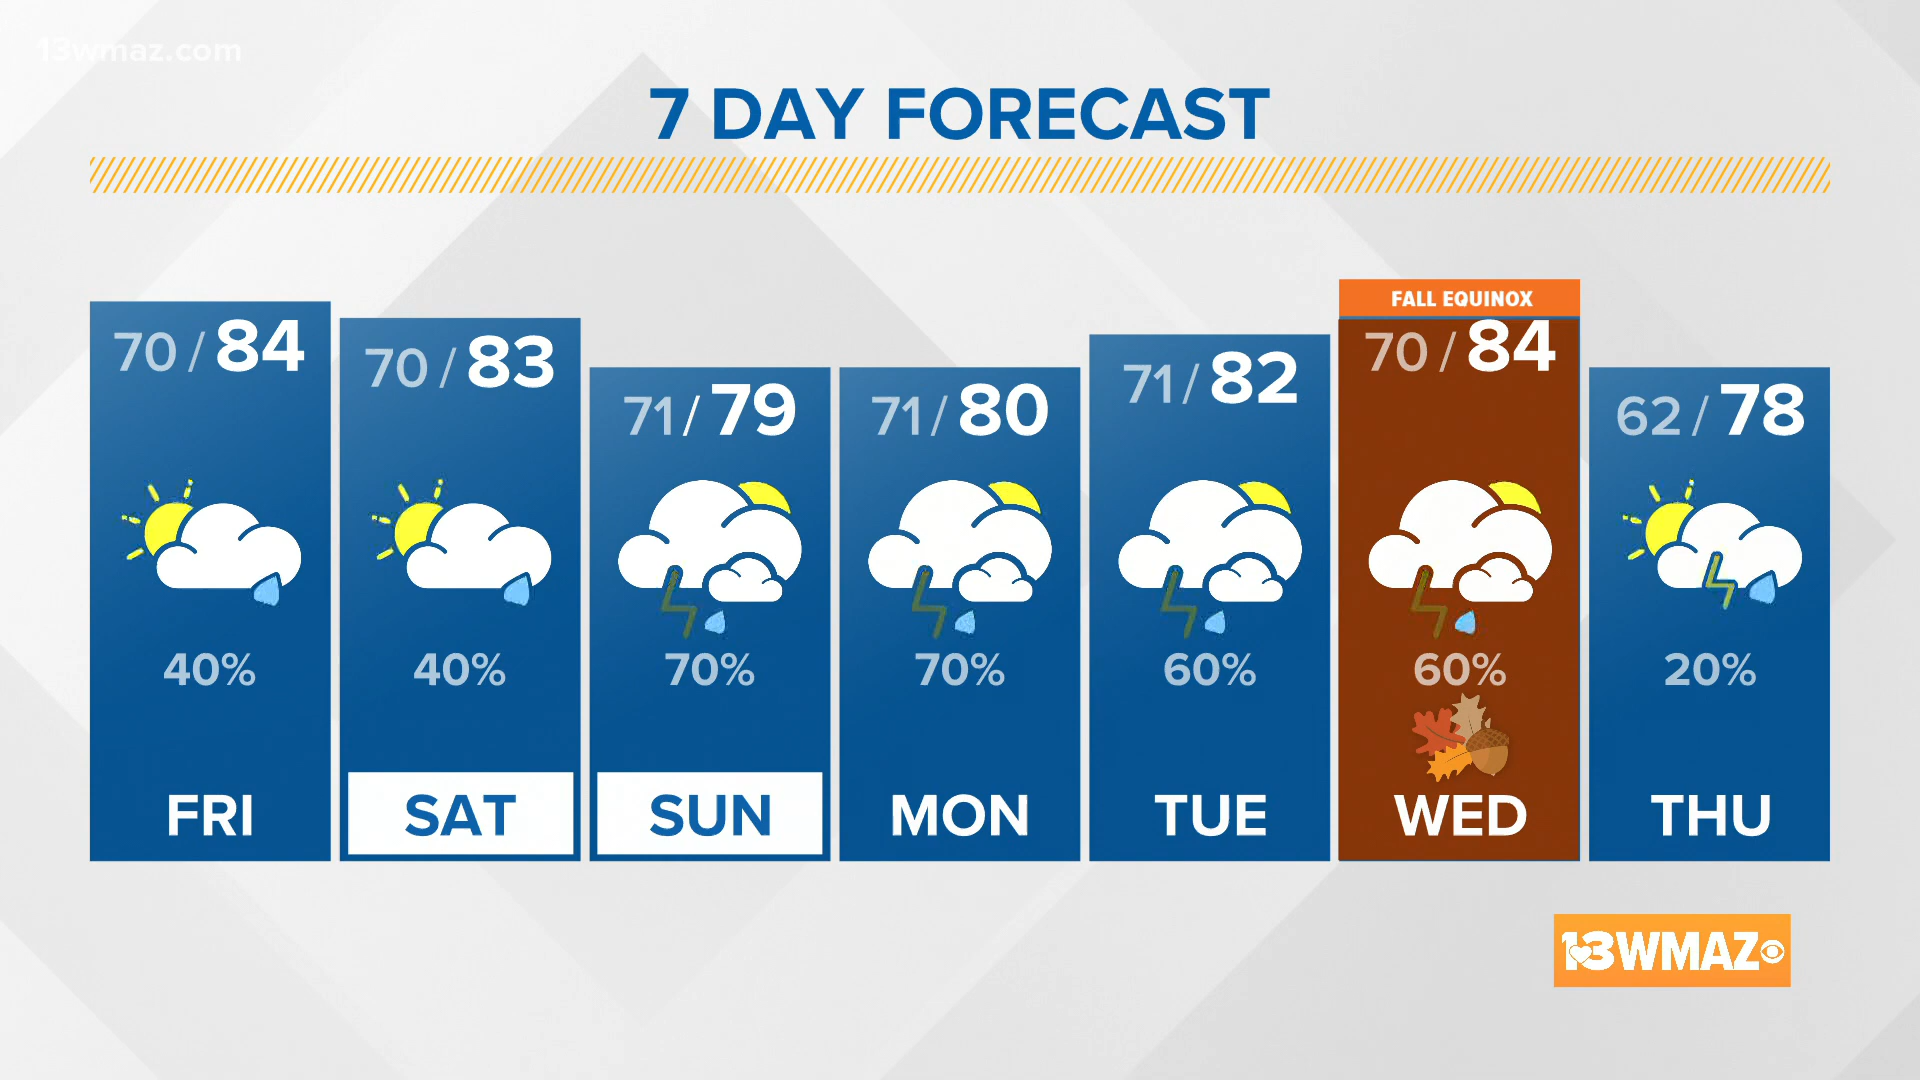 13wmaz.com
7 DAY FORECAST
FALL EQUINOX
70 / 84
70 / 83
71 / 79
71 / 80
71 / 82
70 / 84
62 / 78
40%
40%
70%
70%
60%
60%
20%
FRI
SAT
SUN
MON
TUE
WED
THU
13WMAZ